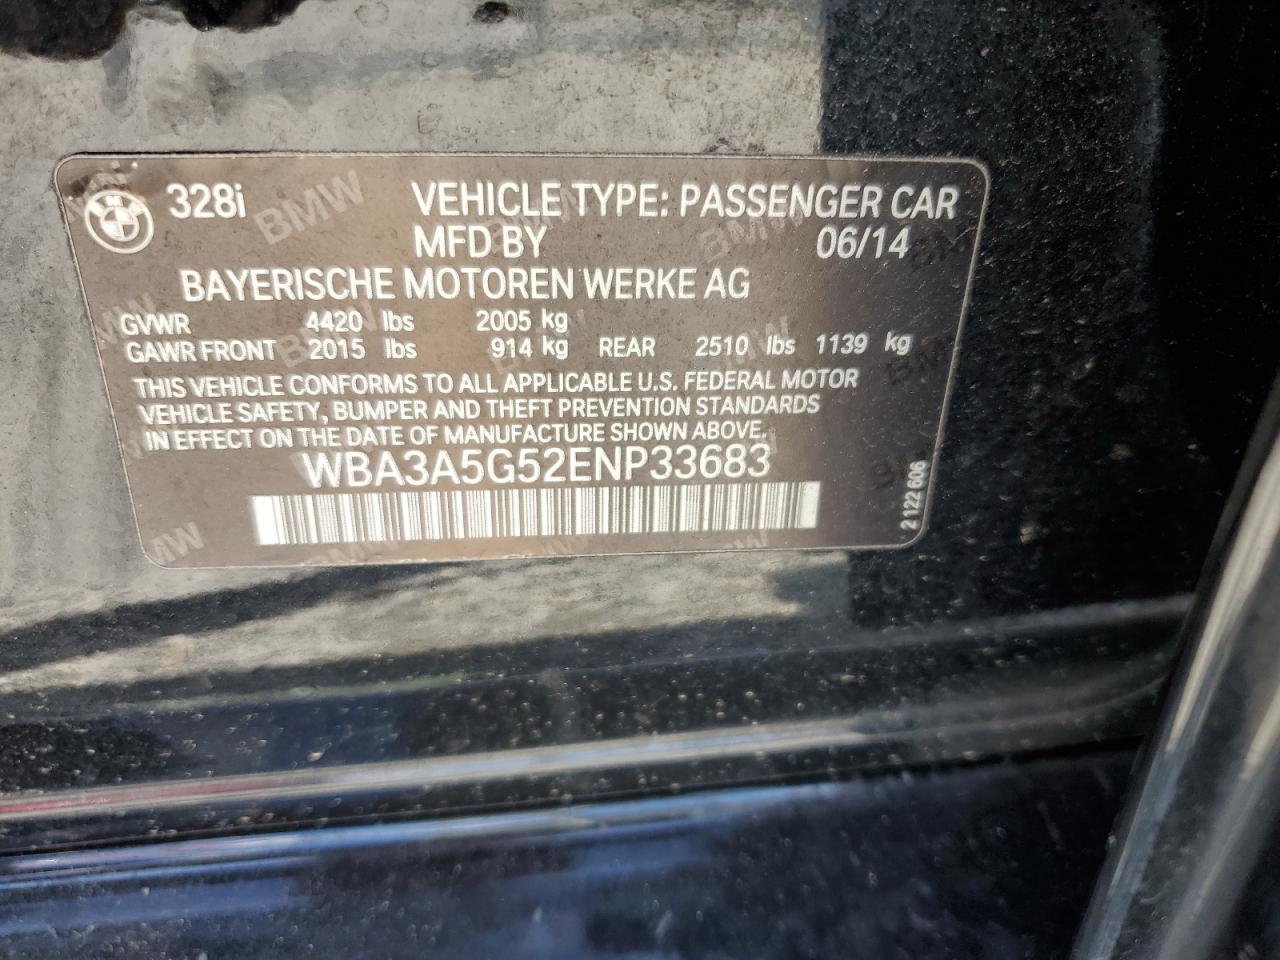 328i VEHICLE TYPE: PASSENGER CAR
MFD BY 06/14
BAYERISCHE MOTOREN WERKE AG
GVWR 4420 lbs 2005 kg
GAWR FRONT 2015 lbs 914 kg REAR 2510 lbs 1139 kg
THIS VEHICLE CONFORMS TO ALL APPLICABLE U.S. FEDERAL MOTOR
VEHICLE SAFETY, BUMPER AND THEFT PREVENTION STANDARDS
IN EFFECT ON THE DATE OF MANUFACTURE SHOWN ABOVE.
WBA3A5G52ENP33683
2 122 606